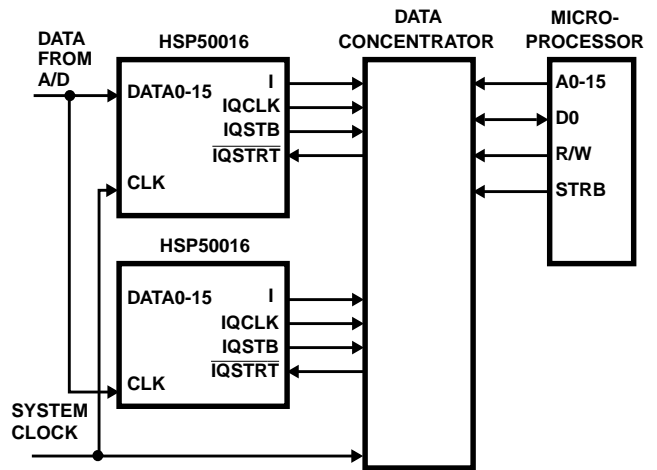 DATA
FROM
A/D
HSP50016
DATA0-15
I
IQCLK
IQSTB
IQSTRT
CLK
HSP50016
DATA0-15
I
IQCLK
IQSTB
IQSTRT
CLK
SYSTEM
CLOCK
DATA
CONCENTRATOR
MICRO-
PROCESSOR
A0-15
D0
R/W
STRB